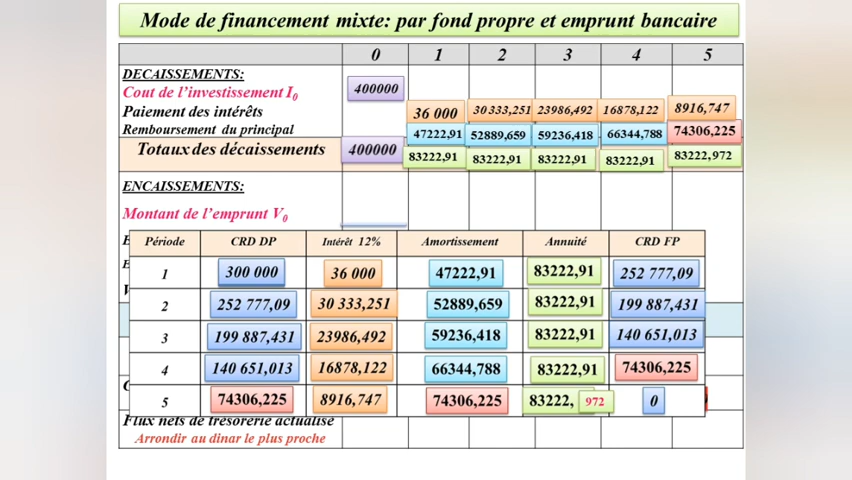 Mode de financement mixte: par fond propre et emprunt bancaire
0 1 2 3 4 5
DECAISSEMENTS:
Cout de l'investissement I0 400000
Paiement des intérêts 36 000 30 333,251 23986,492 16878,122 8916,747
Remboursement du principal 47222,91 52889,659 59236,418 66344,788 74306,225
Totaux des décaissements 400000 83222,91 83222,91 83222,91 83222,91 83222,972
ENCAISSEMENTS:
Montant de l'emprunt V0
Période CRD DP Intérêt 12% Amortissement Annuité CRD FP
1 300 000 36 000 47222,91 83222,91 252 777,09
2 252 777,09 30 333,251 52889,659 83222,91 199 887,431
3 199 887,431 23986,492 59236,418 83222,91 140 651,013
4 140 651,013 16878,122 66344,788 83222,91 74306,225
5 74306,225 8916,747 74306,225 83222, 972 0
Flux nets de trésorerie actualisé
Arrondir au dinar le plus proche